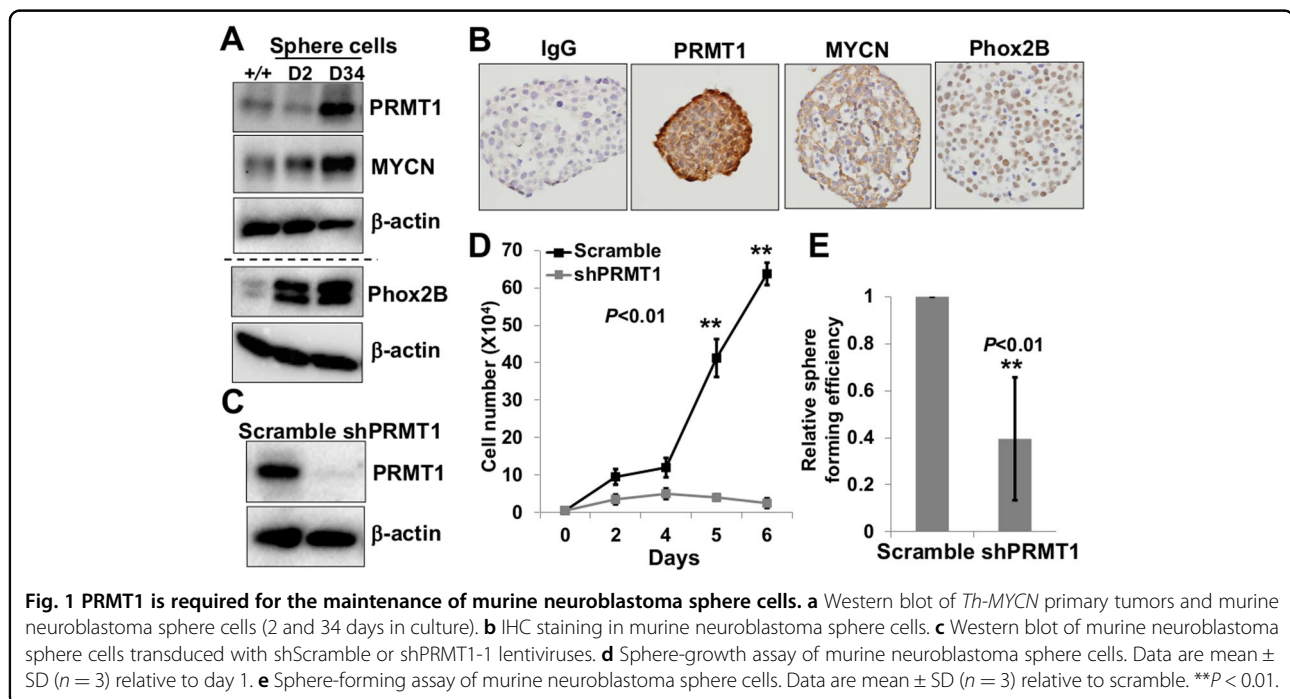 A
Sphere cells
+/+ D2 D34
PRMT1
MYCN
β-actin
Phox2B
β-actin
B
IgG PRMT1 MYCN Phox2B
C
Scramble shPRMT1
PRMT1
β-actin
D
Scramble
shPRMT1
P<0.01
**
**
Cell number (X10⁴)
70
60
50
40
30
20
10
0
0 2 4 5 6
Days
E
Relative sphere
forming efficiency
1
0.8
0.6
0.4
0.2
0
P<0.01
**
Scramble shPRMT1
Fig. 1 PRMT1 is required for the maintenance of murine neuroblastoma sphere cells. a Western blot of Th-MYCN primary tumors and murine
neuroblastoma sphere cells (2 and 34 days in culture). b IHC staining in murine neuroblastoma sphere cells. c Western blot of murine neuroblastoma
sphere cells transduced with shScramble or shPRMT1-1 lentiviruses. d Sphere-growth assay of murine neuroblastoma sphere cells. Data are mean ±
SD (n = 3) relative to day 1. e Sphere-forming assay of murine neuroblastoma sphere cells. Data are mean ± SD (n = 3) relative to scramble. **P < 0.01.